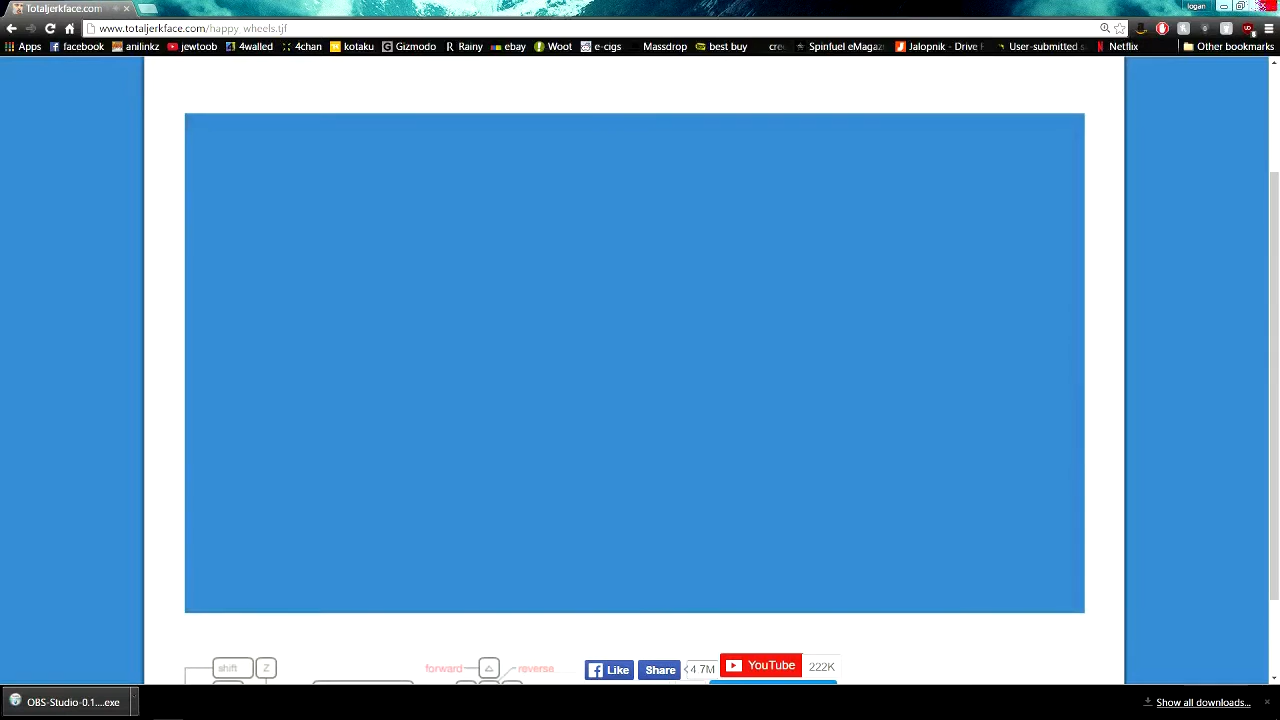 Totaljerkface.com
logan
www.totaljerkface.com/happy_wheels.tjf
Apps facebook anilinkz jewtoob 4walled 4chan kotaku Gizmodo Rainy ebay Woot e-cigs Massdrop best buy cre Spinfuel eMagaz Jalopnik - Drive F User-submitted s Netflix Other bookmarks
shift Z forward reverse Like Share 4.7M YouTube 222K
OBS-Studio-0.1....exe Show all downloads...